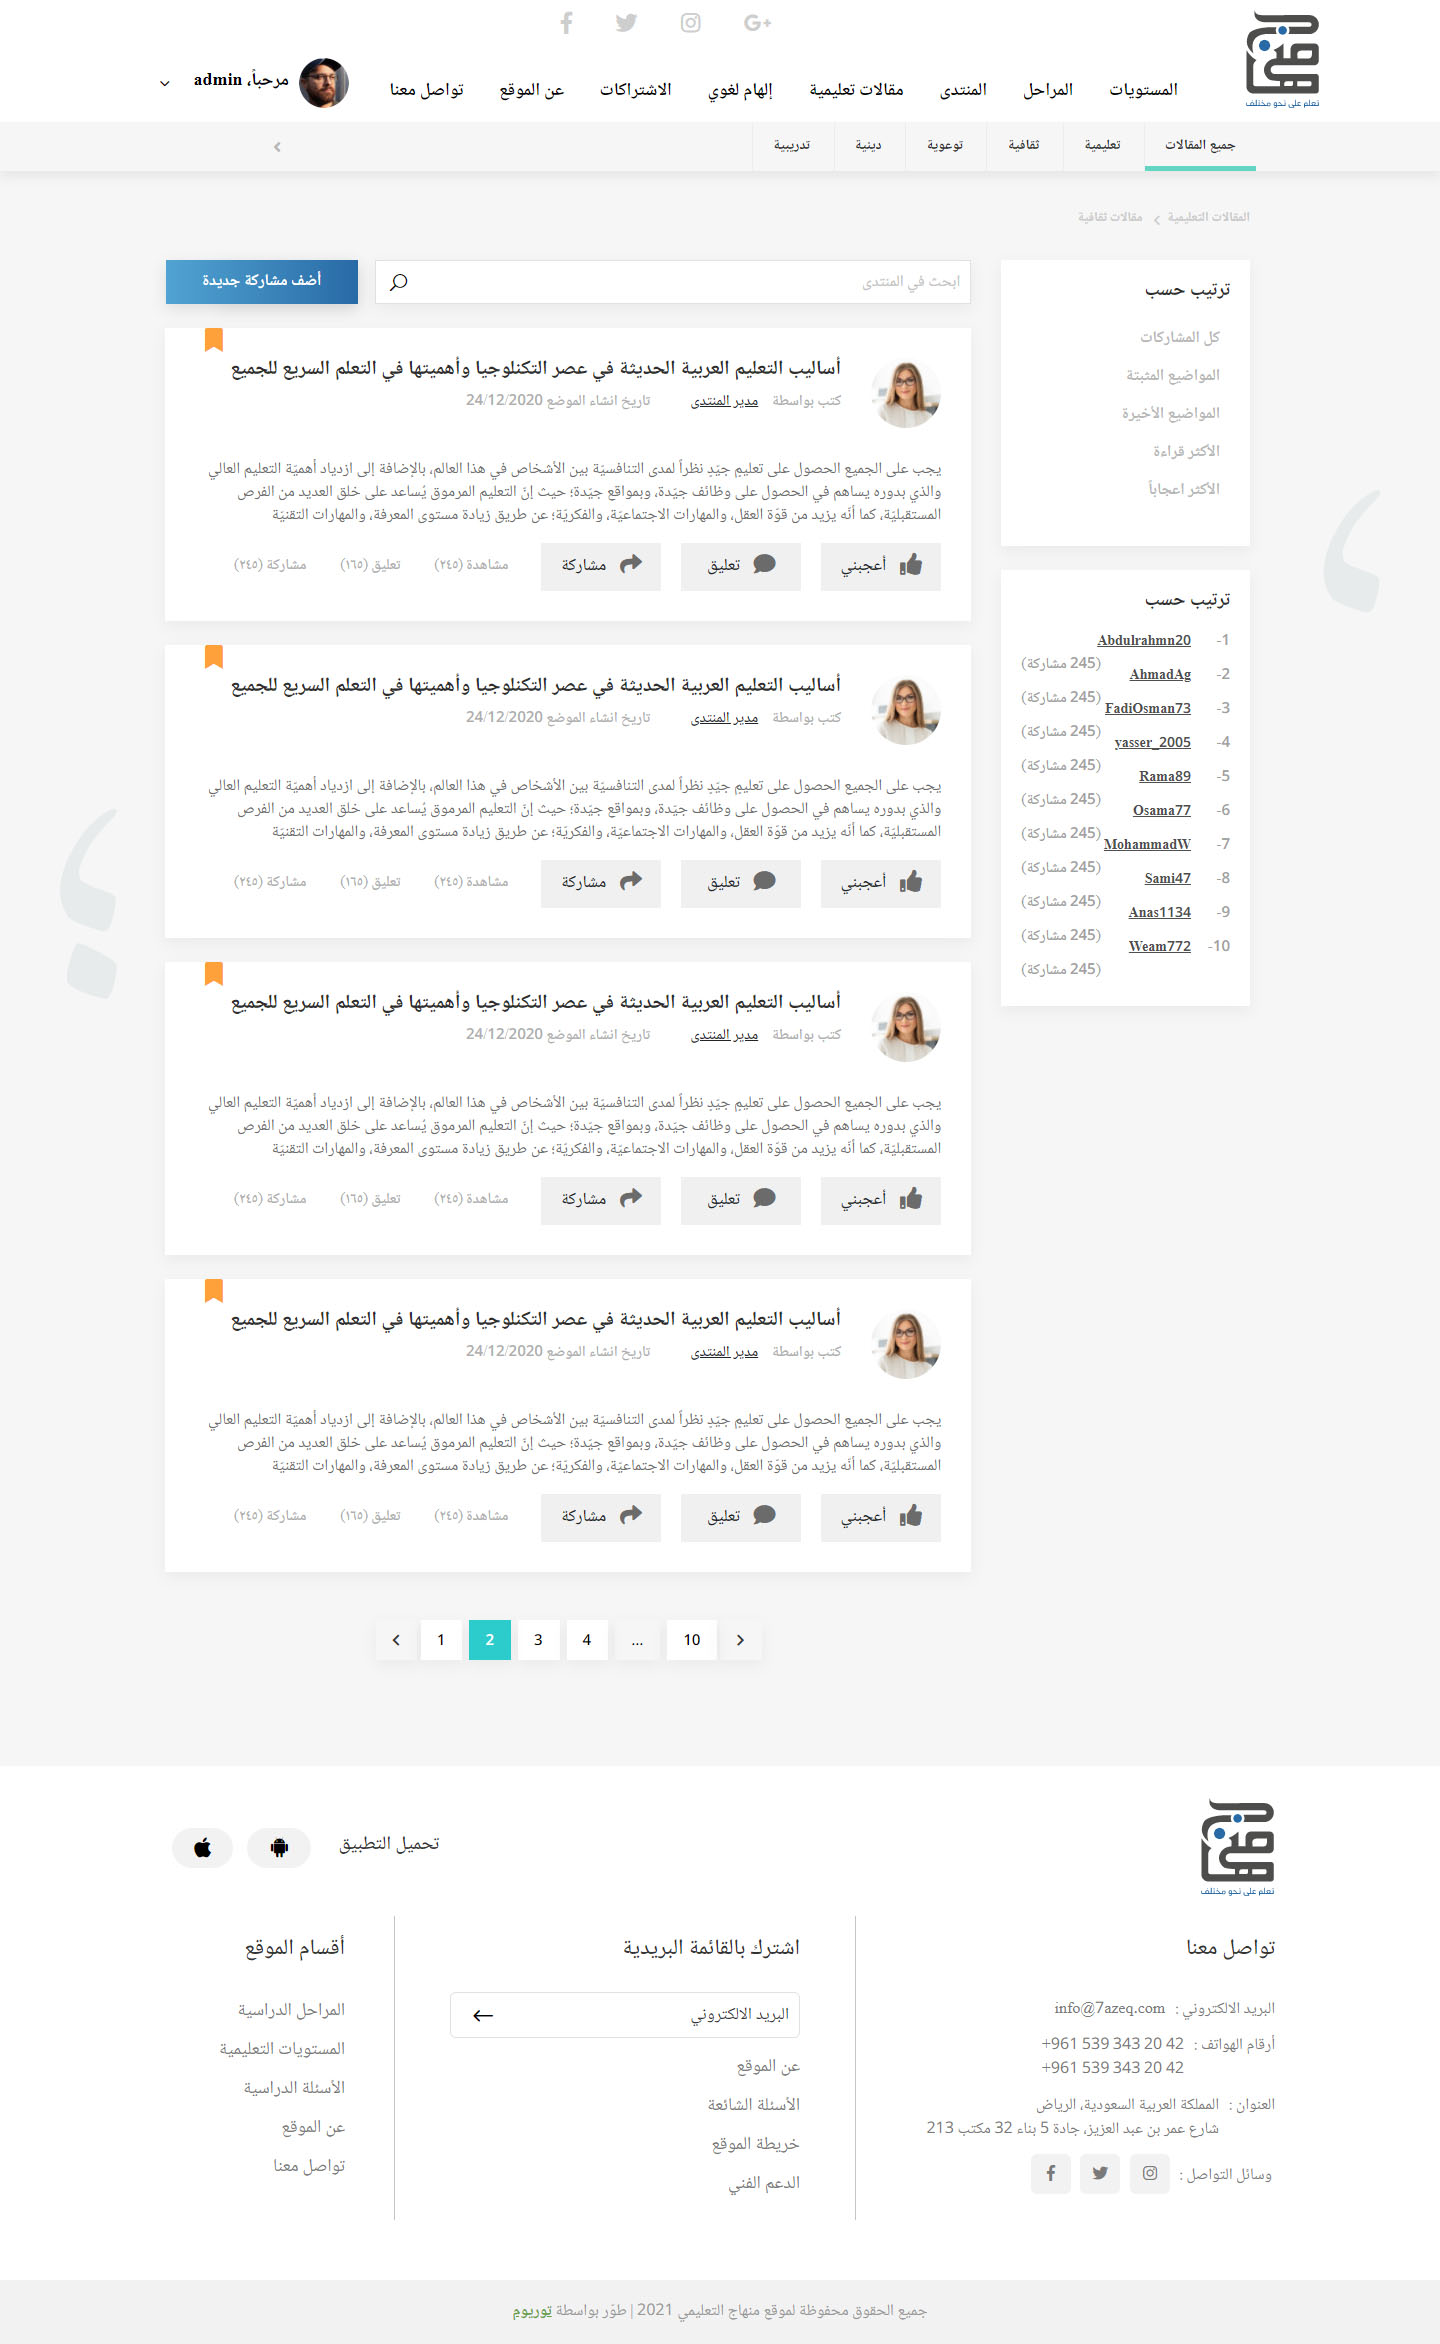 تعلم على نحو مختلف
المستويات
المراحل
المنتدى
مقالات تعليمية
إلهام لغوي
الاشتراكات
عن الموقع
تواصل معنا
مرحباً، admin
جميع المقالات
تعليمية
ثقافية
توعوية
دينية
تدريبية
المقالات التعليمية
مقالات ثقافية
ترتيب حسب
كل المشاركات
المواضيع المثبتة
المواضيع الأخيرة
الأكثر قراءة
الأكثر اعجاباً
ترتيب حسب
1- Abdulrahmn20
(245 مشاركة)
2- AhmadAg
(245 مشاركة)
3- FadiOsman73
(245 مشاركة)
4- yasser_2005
(245 مشاركة)
5- Rama89
(245 مشاركة)
6- Osama77
(245 مشاركة)
7- MohammadW
(245 مشاركة)
8- Sami47
(245 مشاركة)
9- Anas1134
(245 مشاركة)
10- Weam772
(245 مشاركة)
ابحث في المنتدى
أضف مشاركة جديدة
أساليب التعليم العربية الحديثة في عصر التكنلوجيا وأهميتها في التعلم السريع للجميع
كتب بواسطة مدير المنتدى تاريخ انشاء الموضع 24/12/2020
يجب على الجميع الحصول على تعليمٍ جيّدٍ نظراً لمدى التنافسيّة بين الأشخاص في هذا العالم، بالإضافة إلى ازدياد أهميّة التعليم العالي
والذي بدوره يساهم في الحصول على وظائف جيّدة، وبمواقع جيّدة؛ حيث إنّ التعليم المرموق يُساعد على خلق العديد من الفرص
المستقبليّة، كما أنّه يزيد من قوّة العقل، والمهارات الاجتماعيّة، والفكريّة؛ عن طريق زيادة مستوى المعرفة، والمهارات التقنيّة
أعجبني
تعليق
مشاركة
مشاهدة (٢٤٥)
تعليق (١٦٥)
مشاركة (٢٤٥)
أساليب التعليم العربية الحديثة في عصر التكنلوجيا وأهميتها في التعلم السريع للجميع
كتب بواسطة مدير المنتدى تاريخ انشاء الموضع 24/12/2020
يجب على الجميع الحصول على تعليمٍ جيّدٍ نظراً لمدى التنافسيّة بين الأشخاص في هذا العالم، بالإضافة إلى ازدياد أهميّة التعليم العالي
والذي بدوره يساهم في الحصول على وظائف جيّدة، وبمواقع جيّدة؛ حيث إنّ التعليم المرموق يُساعد على خلق العديد من الفرص
المستقبليّة، كما أنّه يزيد من قوّة العقل، والمهارات الاجتماعيّة، والفكريّة؛ عن طريق زيادة مستوى المعرفة، والمهارات التقنيّة
أعجبني
تعليق
مشاركة
مشاهدة (٢٤٥)
تعليق (١٦٥)
مشاركة (٢٤٥)
أساليب التعليم العربية الحديثة في عصر التكنلوجيا وأهميتها في التعلم السريع للجميع
كتب بواسطة مدير المنتدى تاريخ انشاء الموضع 24/12/2020
يجب على الجميع الحصول على تعليمٍ جيّدٍ نظراً لمدى التنافسيّة بين الأشخاص في هذا العالم، بالإضافة إلى ازدياد أهميّة التعليم العالي
والذي بدوره يساهم في الحصول على وظائف جيّدة، وبمواقع جيّدة؛ حيث إنّ التعليم المرموق يُساعد على خلق العديد من الفرص
المستقبليّة، كما أنّه يزيد من قوّة العقل، والمهارات الاجتماعيّة، والفكريّة؛ عن طريق زيادة مستوى المعرفة، والمهارات التقنيّة
أعجبني
تعليق
مشاركة
مشاهدة (٢٤٥)
تعليق (١٦٥)
مشاركة (٢٤٥)
أساليب التعليم العربية الحديثة في عصر التكنلوجيا وأهميتها في التعلم السريع للجميع
كتب بواسطة مدير المنتدى تاريخ انشاء الموضع 24/12/2020
يجب على الجميع الحصول على تعليمٍ جيّدٍ نظراً لمدى التنافسيّة بين الأشخاص في هذا العالم، بالإضافة إلى ازدياد أهميّة التعليم العالي
والذي بدوره يساهم في الحصول على وظائف جيّدة، وبمواقع جيّدة؛ حيث إنّ التعليم المرموق يُساعد على خلق العديد من الفرص
المستقبليّة، كما أنّه يزيد من قوّة العقل، والمهارات الاجتماعيّة، والفكريّة؛ عن طريق زيادة مستوى المعرفة، والمهارات التقنيّة
أعجبني
تعليق
مشاركة
مشاهدة (٢٤٥)
تعليق (١٦٥)
مشاركة (٢٤٥)
1 2 3 4 ... 10
تعلم على نحو مختلف
تحميل التطبيق
تواصل معنا
البريد الالكتروني : info@7azeq.com
أرقام الهواتف : +961 539 343 20 42
+961 539 343 20 42
العنوان : المملكة العربية السعودية، الرياض
شارع عمر بن عبد العزيز، جادة 5 بناء 32 مكتب 213
وسائل التواصل :
اشترك بالقائمة البريدية
البريد الالكتروني
عن الموقع
الأسئلة الشائعة
خريطة الموقع
الدعم الفني
أقسام الموقع
المراحل الدراسية
المستويات التعليمية
الأسئلة الدراسية
عن الموقع
تواصل معنا
جميع الحقوق محفوظة لموقع منهاج التعليمي 2021 | طوّر بواسطة توريوم